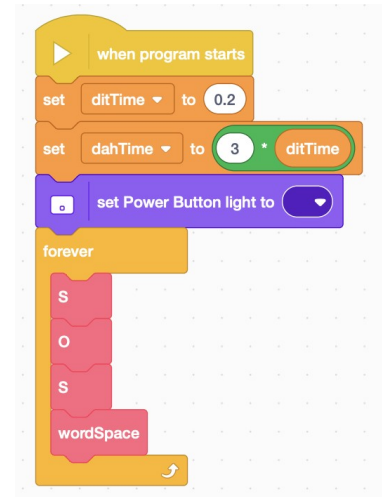 when program starts
set ditTime to 0.2
set dahTime to 3 * ditTime
set Power Button light to
forever
S
O
S
wordSpace